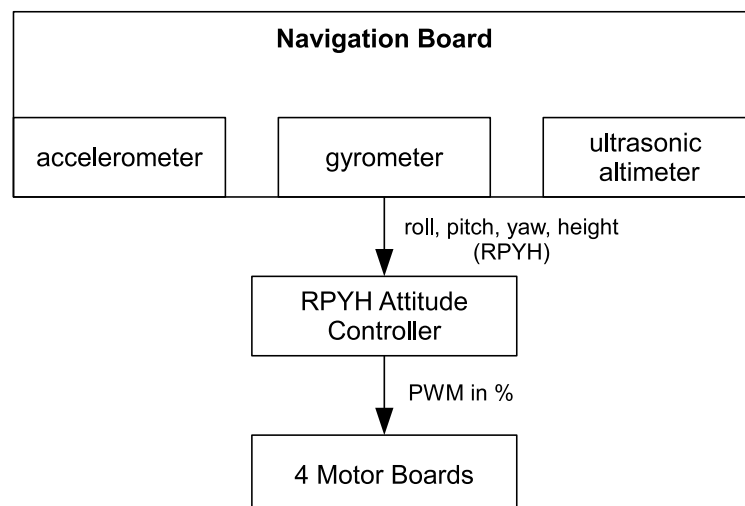 Navigation Board
accelerometer
gyrometer
ultrasonic
altimeter
roll, pitch, yaw, height
(RPYH)
RPYH Attitude
Controller
PWM in %
4 Motor Boards